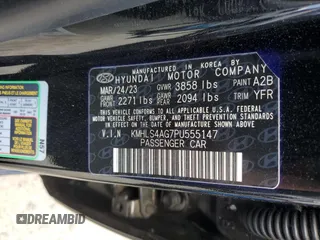 MANUFACTURED IN KOREA BY
HYUNDAI MOTOR COMPANY
MAR/24/23 GVWR 3858 lbs PAINT A2B
GAWR FRONT 2271 lbs GAWR REAR 2094 lbs TRIM YFR
THIS VEHICLE CONFORMS TO ALL APPLICABLE U.S.A. FEDERAL MOTOR
VEHICLE SAFETY, BUMPER, AND THEFT PREVENTION STANDARDS
IN EFFECT ON THE DATE OF MANUFACTURE SHOWN ABOVE.
V.I.N - KMHLS4AG7PU555147
PASSENGER CAR
DREAMBID